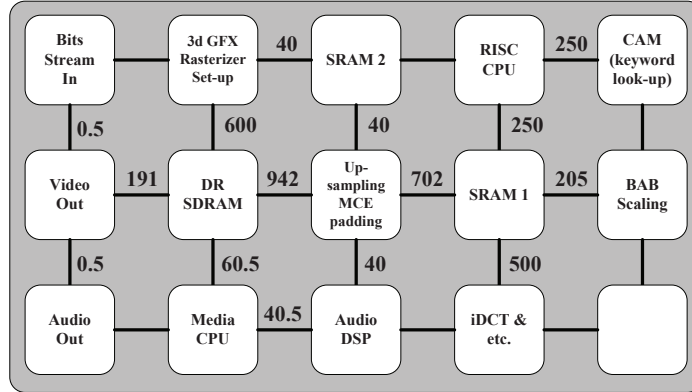 Bits
Stream
In
3d GFX
Rasterizer
Set-up
40
SRAM 2
RISC
CPU
250
CAM
(keyword
look-up)
0.5
600
40
250
Video
Out
191
DR
SDRAM
942
Up-
sampling
MCE
padding
702
SRAM 1
205
BAB
Scaling
0.5
60.5
40
500
Audio
Out
Media
CPU
40.5
Audio
DSP
iDCT &
etc.